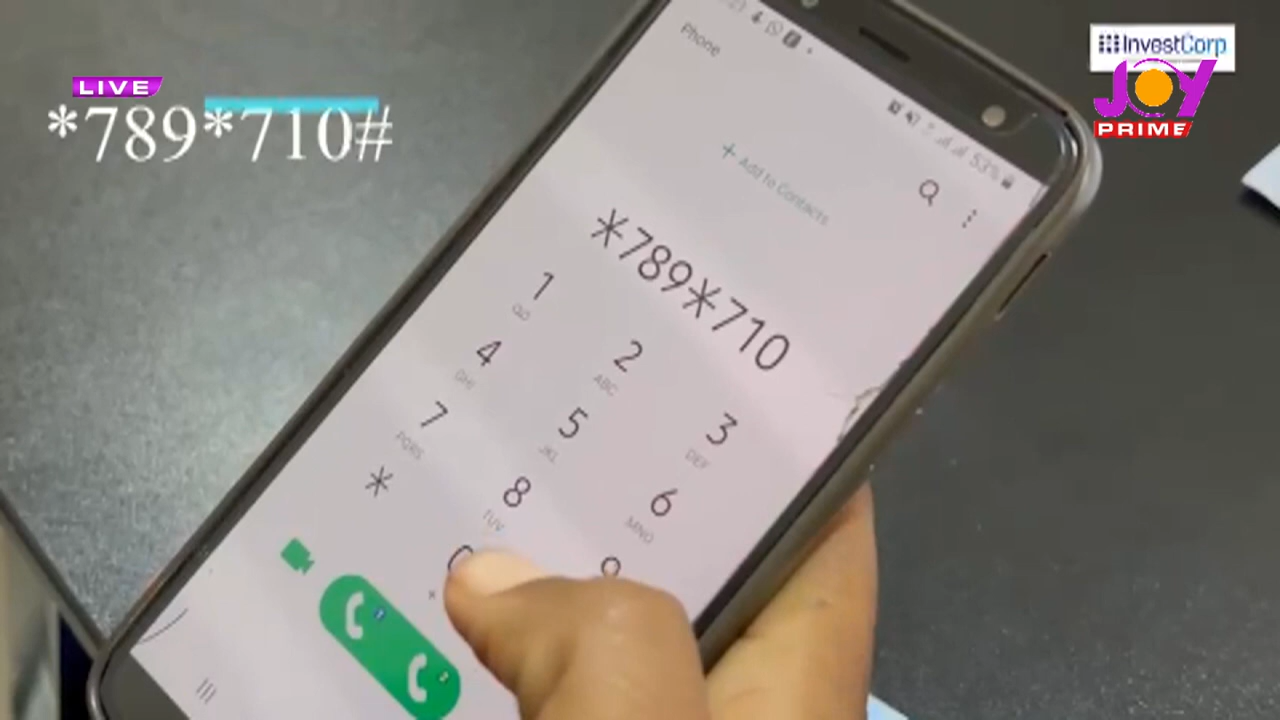 LIVE
*789*710#
InvestCorp
JOY
PRIME
Phone
53%
+ Add to Contacts
*789*710
1
2
ABC
3
DEF
4
GHI
5
JKL
6
MNO
7
PQRS
8
TUV
9
*
0
+